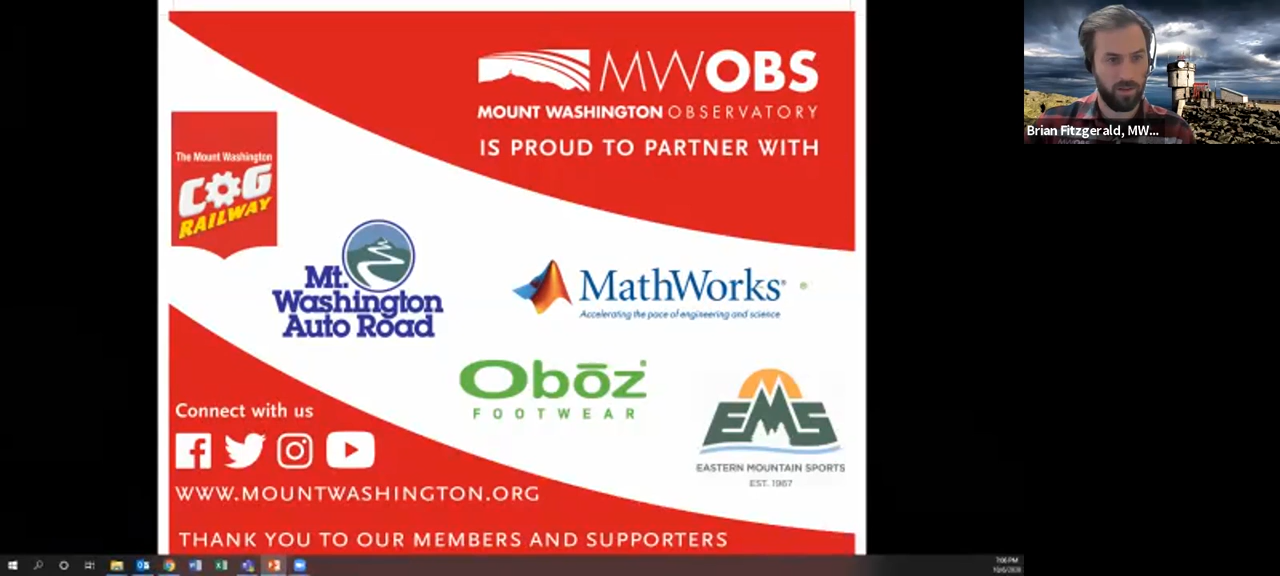 MWOBS
MOUNT WASHINGTON OBSERVATORY
IS PROUD TO PARTNER WITH
The Mount Washington
COG
RAILWAY
Mt.
Washington
Auto Road
MathWorks®
Accelerating the pace of engineering and science
Obōz
FOOTWEAR
EMS
EASTERN MOUNTAIN SPORTS
EST. 1967
Connect with us
WWW.MOUNTWASHINGTON.ORG
THANK YOU TO OUR MEMBERS AND SUPPORTERS
Brian Fitzgerald, MW...